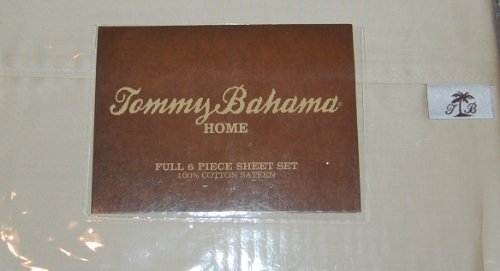 Tommy Bahama®
HOME
FULL 6 PIECE SHEET SET
100% COTTON SATEEN
T B